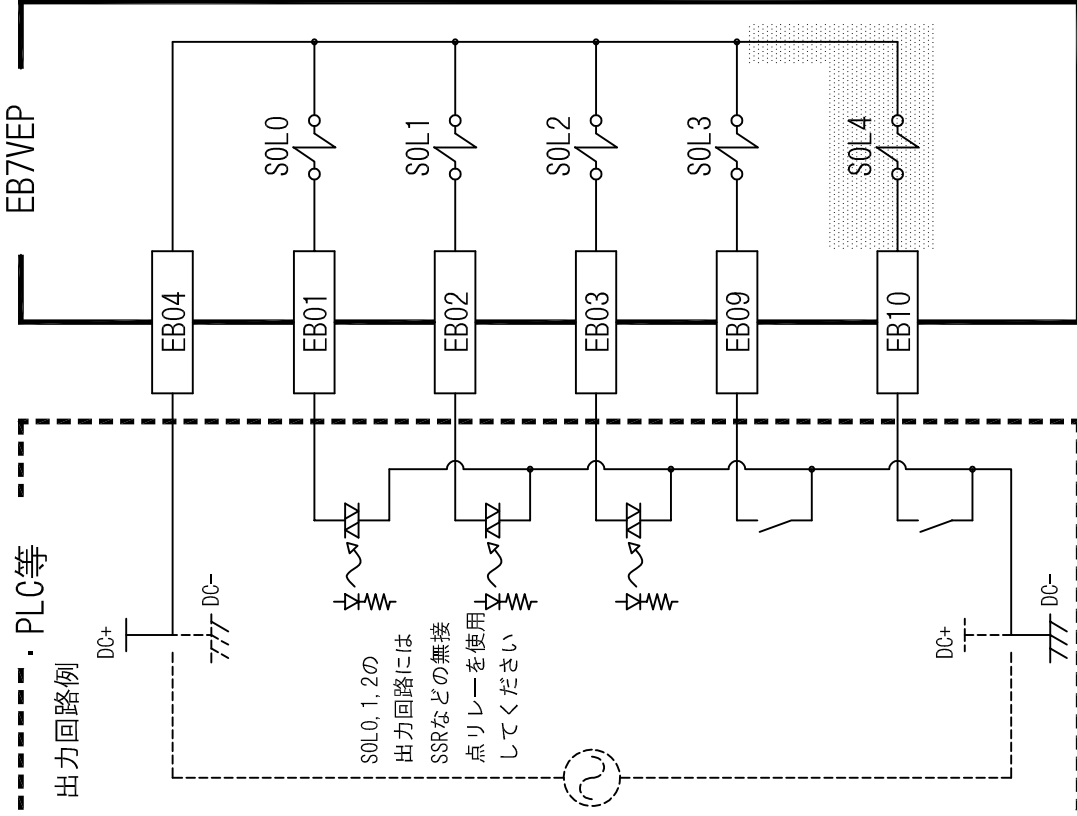 EB7VEP
SOL0
SOL1
SOL2
SOL3
SOL4
EB04
EB01
EB02
EB03
EB09
EB10
PLC等
出力回路例
DC+
DC-
SOL0,1,2の
出力回路には
SSRなどの無接
点リレーを使用
してください
DC+
DC-